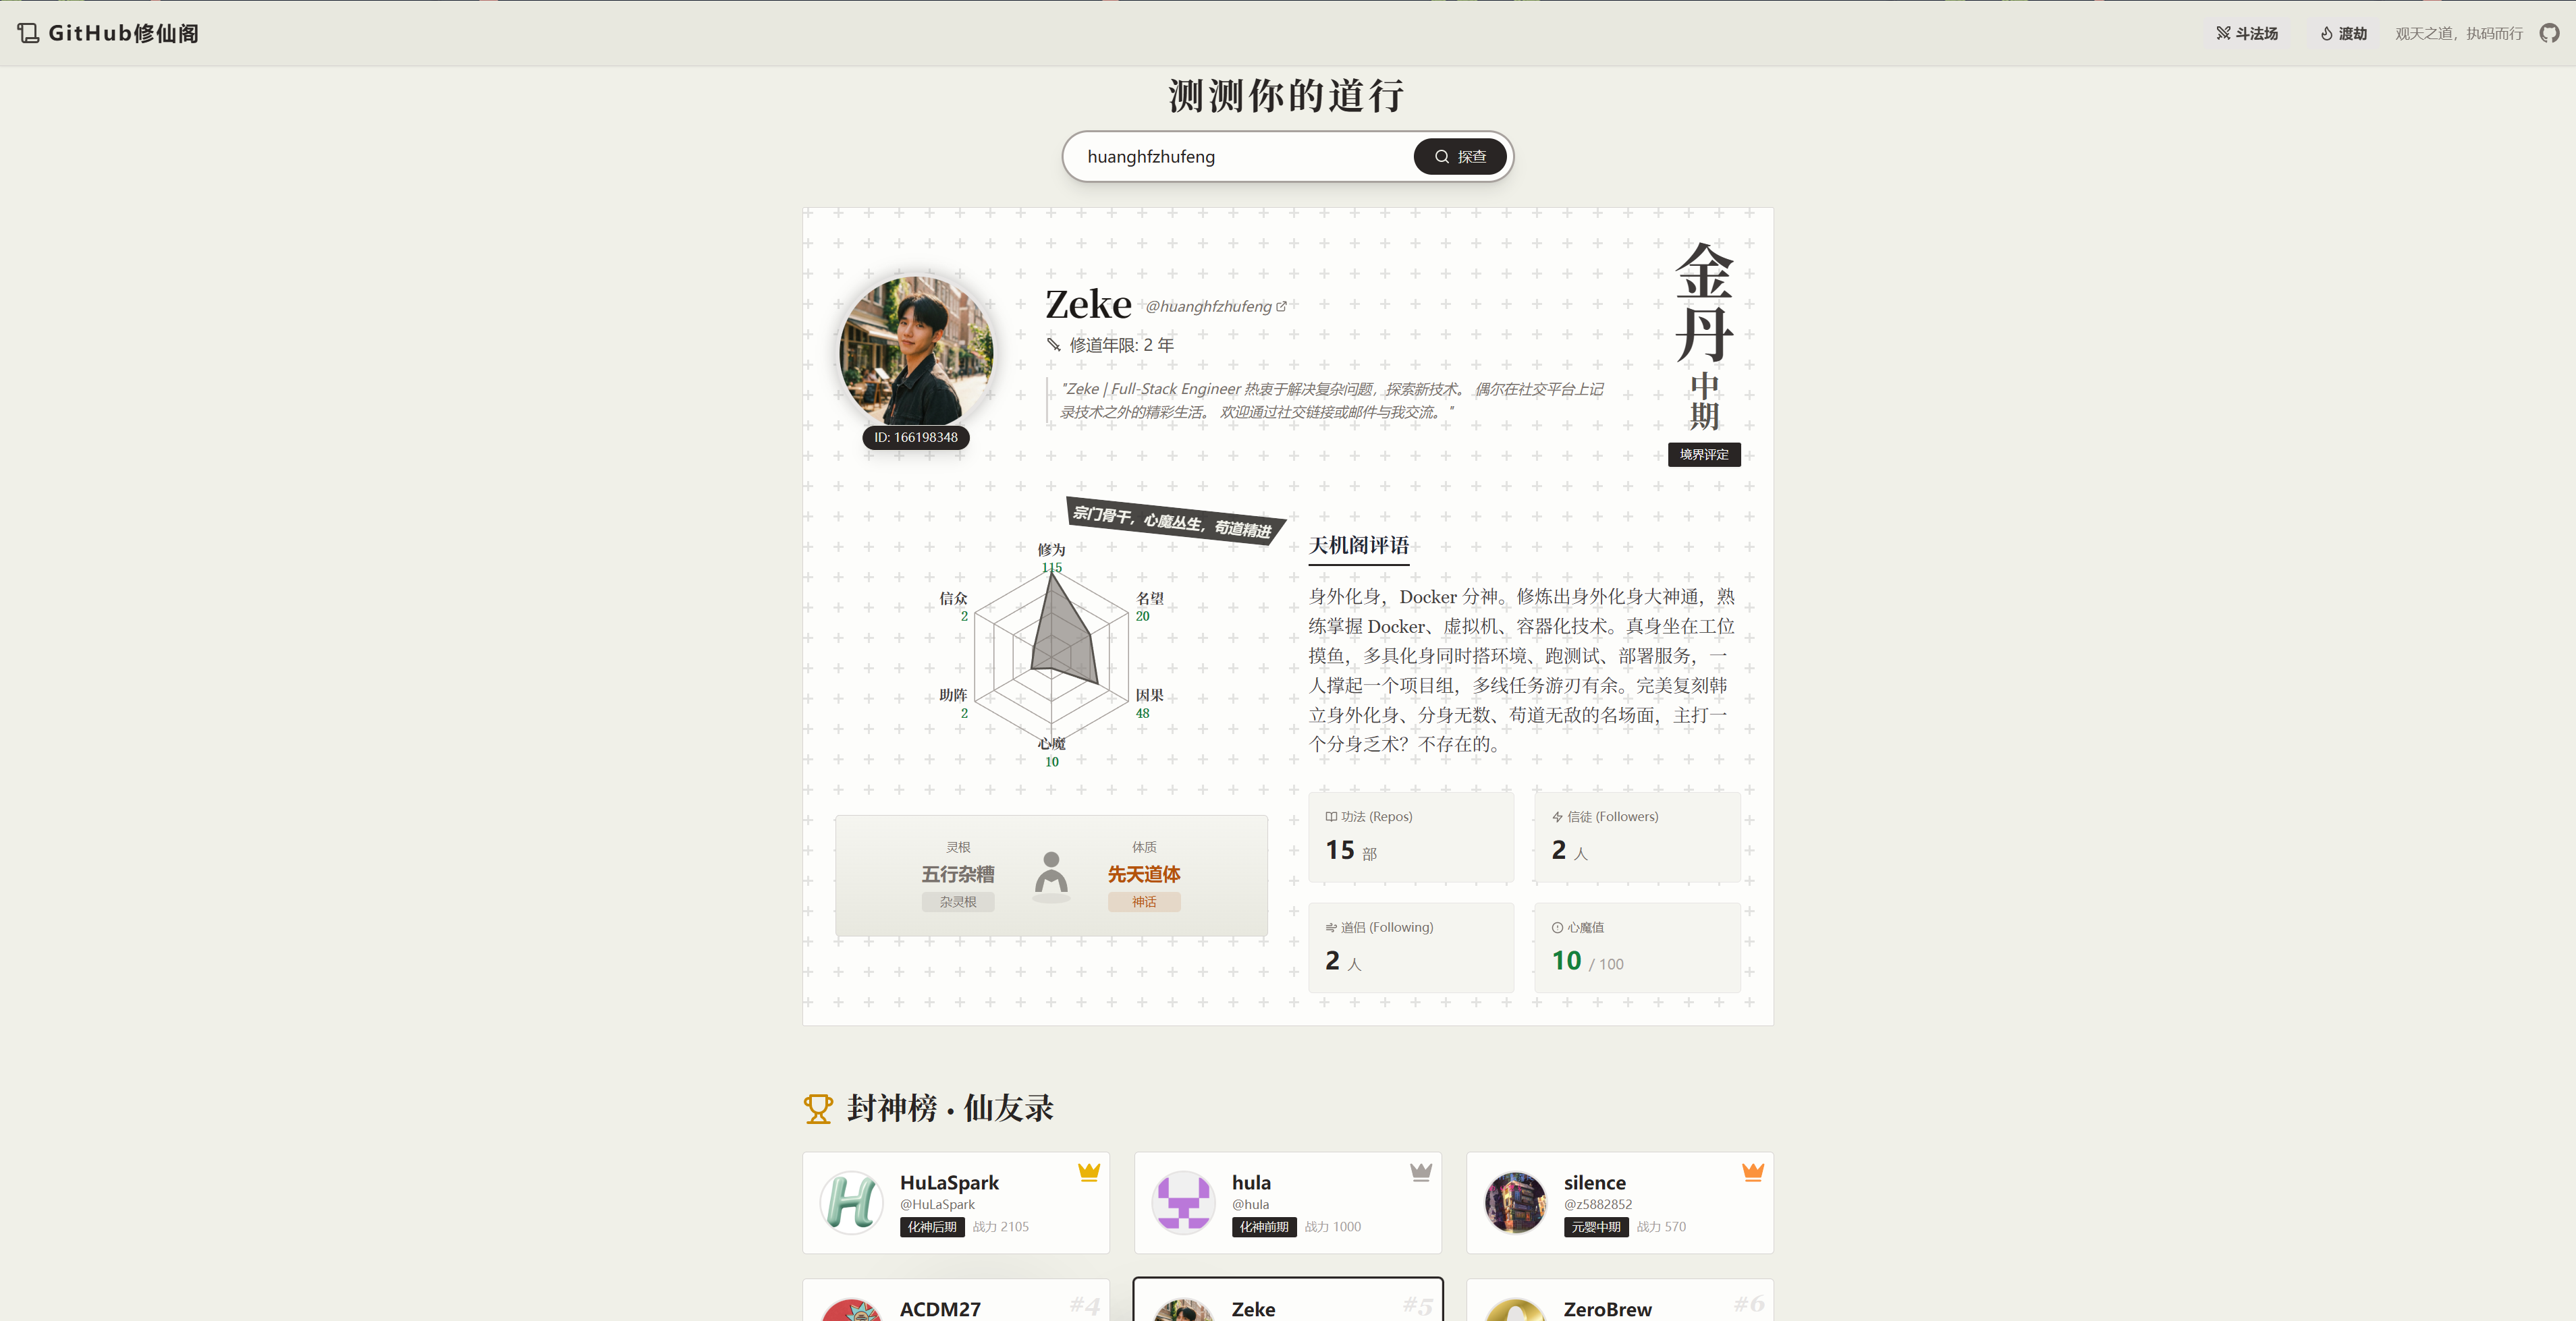 GitHub修仙阁
斗法场
渡劫
观天之道，执码而行
测测你的道行
huanghfzhufeng
探查
金丹
中期
境界评定
Zeke @huanghfzhufeng
修道年限: 2 年
"Zeke | Full-Stack Engineer 热衷于解决复杂问题，探索新技术。 偶尔在社交平台上记
录技术之外的精彩生活。 欢迎通过社交链接或邮件与我交流。"
ID: 166198348
宗门骨干，心魔丛生，苟道精进
修为
115
信众
2
名望
20
助阵
2
因果
48
心魔
10
灵根
五行杂糟
杂灵根
体质
先天道体
神话
天机阁评语
身外化身，Docker 分神。修炼出身外化身大神通，熟
练掌握 Docker、虚拟机、容器化技术。真身坐在工位
摸鱼，多具化身同时搭环境、跑测试、部署服务，一
人撑起一个项目组，多线任务游刃有余。完美复刻韩
立身外化身、分身无数、苟道无敌的名场面，主打一
个分身乏术？不存在的。
功法 (Repos)
15 部
信徒 (Followers)
2 人
道侣 (Following)
2 人
心魔值
10 / 100
封神榜 · 仙友录
HuLaSpark
@HuLaSpark
化神后期 战力 2105
hula
@hula
化神前期 战力 1000
silence
@z5882852
元婴中期 战力 570
ACDM27
#4
Zeke
#5
ZeroBrew
#6